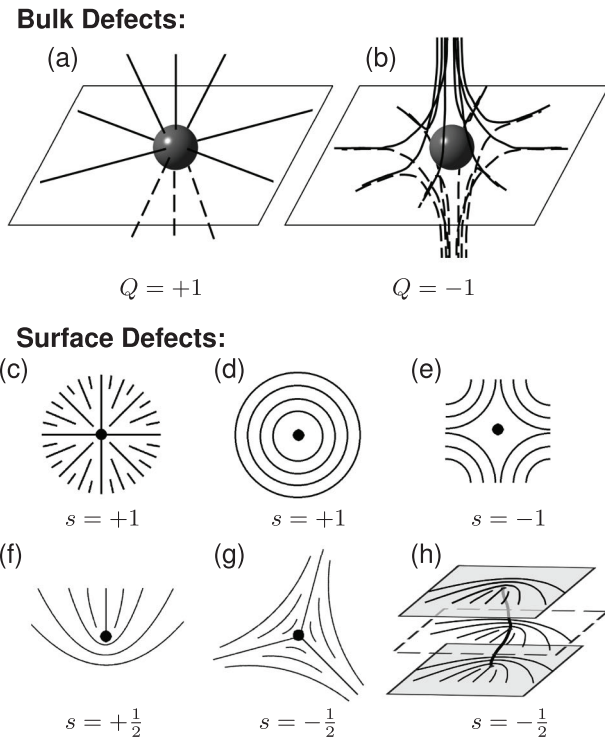 Bulk Defects:
(a) (b)
Q = +1 Q = −1
Surface Defects:
(c) (d) (e)
s = +1 s = +1 s = −1
(f) (g) (h)
s = +1/2 s = −1/2 s = −1/2